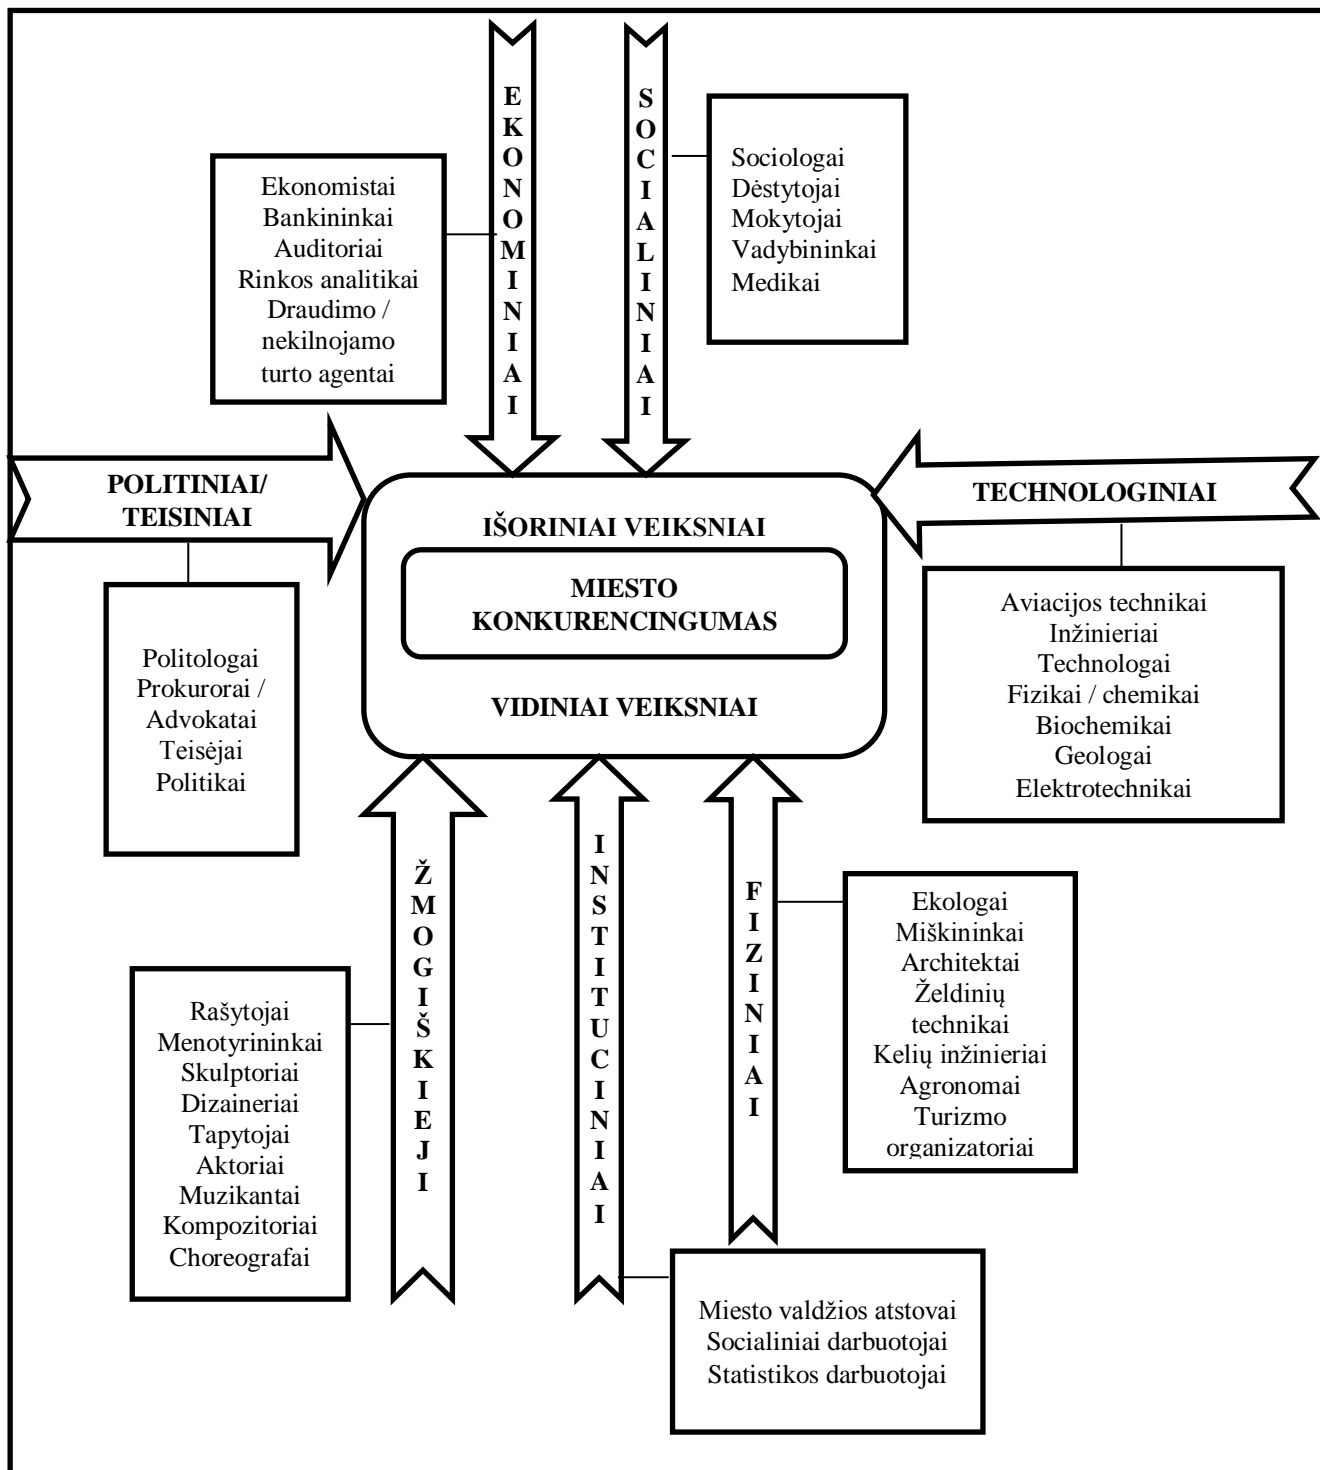 EKONOMINIAI
SOCIALINIAI
Sociologai
Dėstytojai
Mokytojai
Vadybininkai
Medikai
Ekonomistai
Bankininkai
Auditoriai
Rinkos analitikai
Draudimo /
nekilnojamo
turto agentai
POLITINIAI/
TEISINIAI
TECHNOLOGINIAI
IŠORINIAI VEIKSNIAI
MIESTO
KONKURENCINGUMAS
VIDINIAI VEIKSNIAI
Politologai
Prokurorai /
Advokatai
Teisėjai
Politikai
Aviacijos technikai
Inžinieriai
Technologai
Fizikai / chemikai
Biochemikai
Geologai
Elektrotechnikai
ŽMOGIŠKIEJI
INSTITUCINIAI
FIZINIAI
Ekologai
Miškininkai
Architektai
Želdinių
technikai
Kelių inžinieriai
Agronomai
Turizmo
organizatoriai
Rašytojai
Menotyrininkai
Skulptoriai
Dizaineriai
Tapytojai
Aktoriai
Muzikantai
Kompozitoriai
Choreografai
Miesto valdžios atstovai
Socialiniai darbuotojai
Statistikos darbuotojai